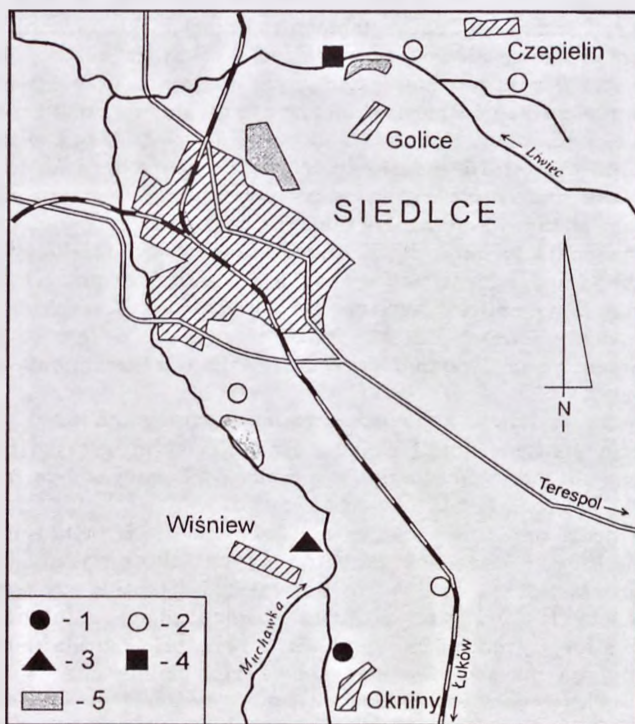 Czepielin
Golice
← Liwiec
SIEDLCE
N
Terespol →
Wiśniew
Muchawka →
← Łuków
Okniny
- 1 - 2
- 3 - 4
- 5